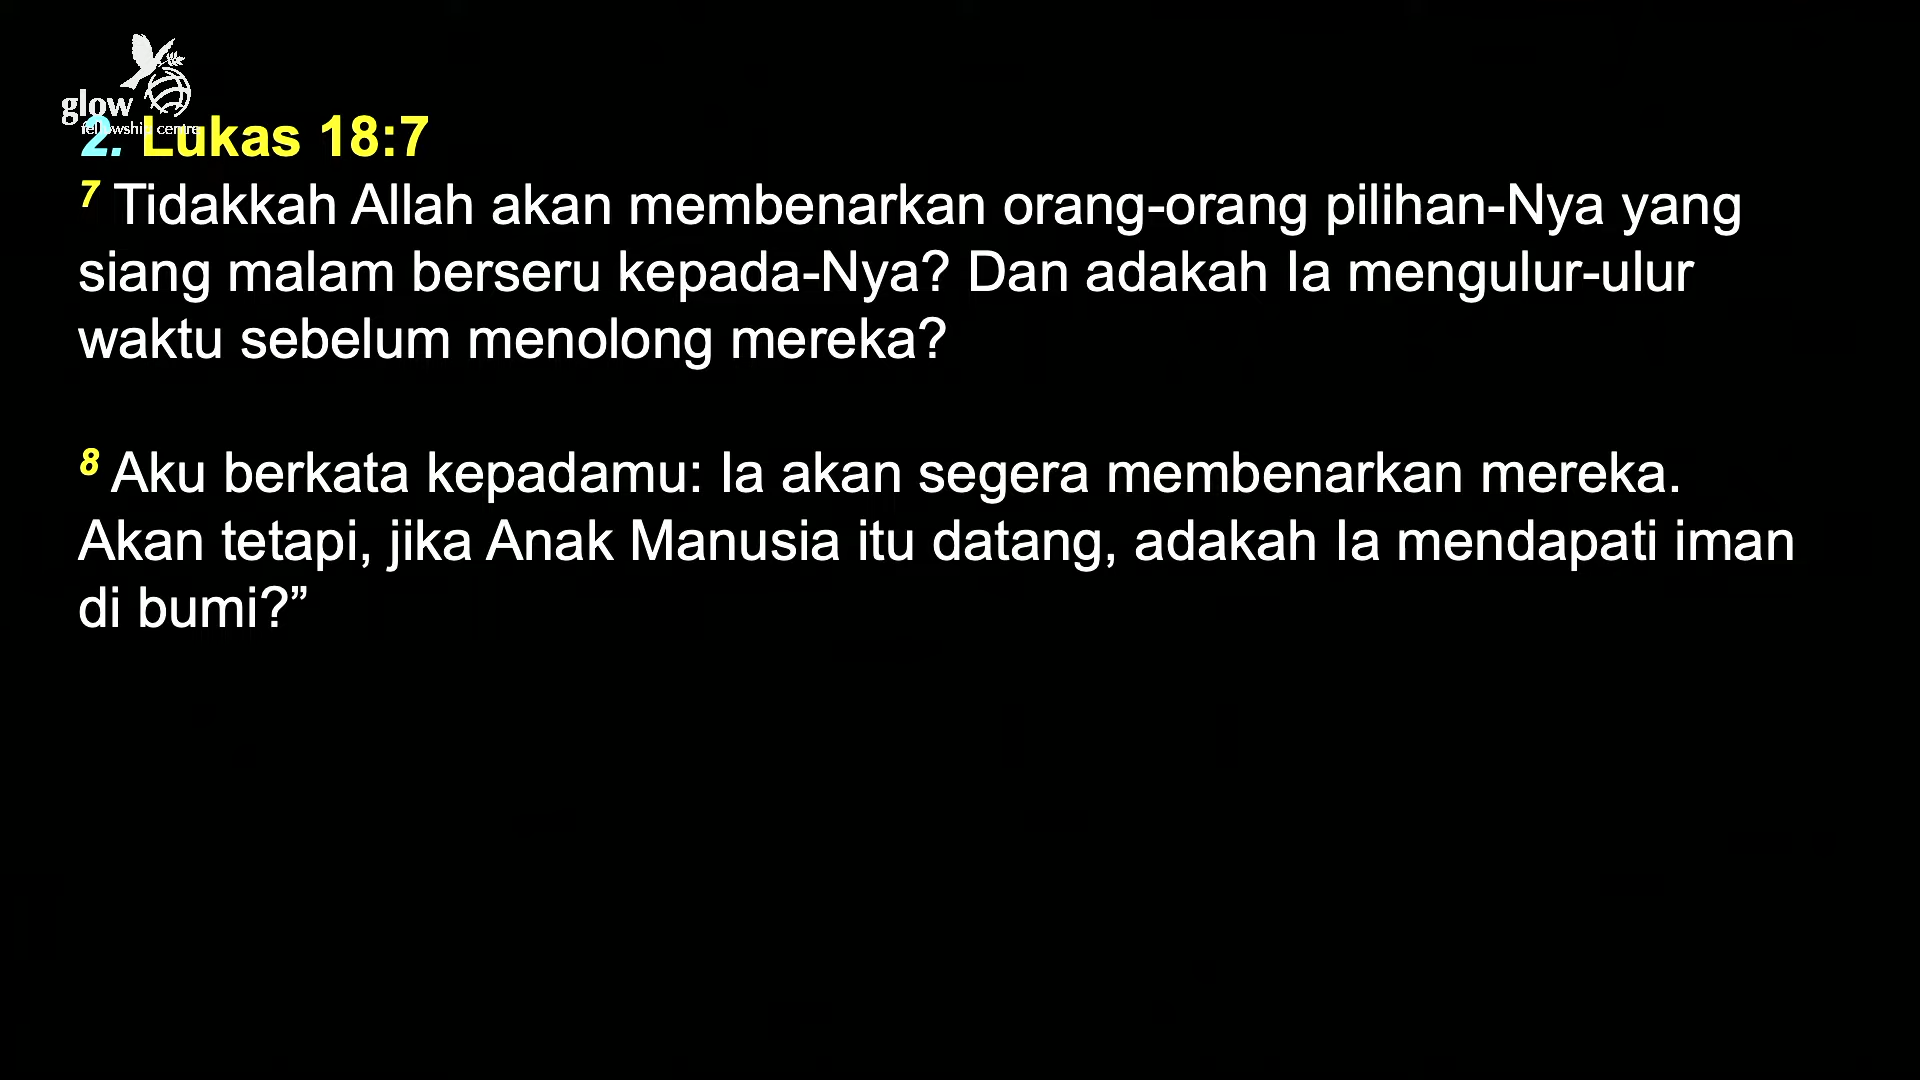 glow
fellowship centre
2. Lukas 18:7
7 Tidakkah Allah akan membenarkan orang-orang pilihan-Nya yang
siang malam berseru kepada-Nya? Dan adakah Ia mengulur-ulur
waktu sebelum menolong mereka?
8 Aku berkata kepadamu: Ia akan segera membenarkan mereka.
Akan tetapi, jika Anak Manusia itu datang, adakah Ia mendapati iman
di bumi?”